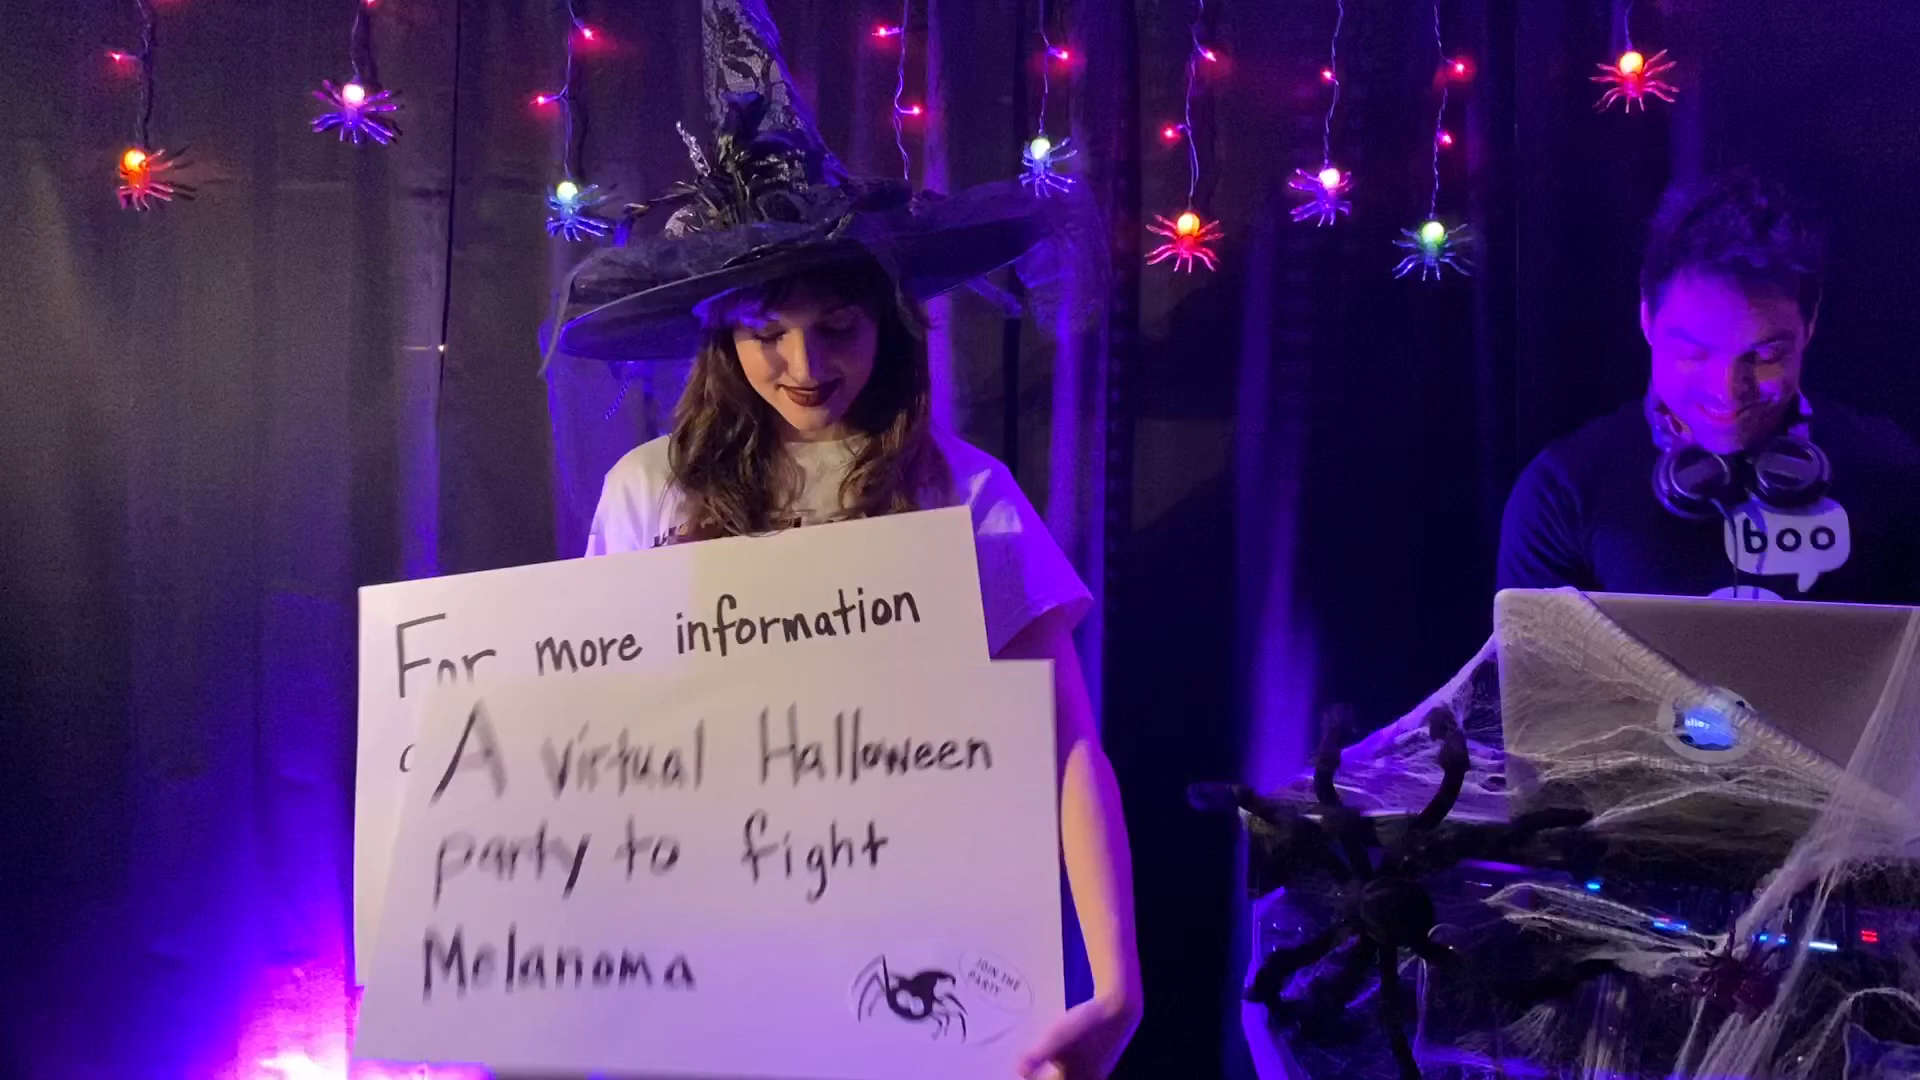 boo
For more information
A virtual Halloween
party to fight
Melanoma
JOIN THE
PARTY